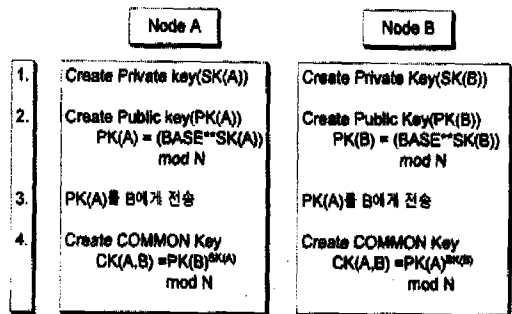 Node A
Node B
1.
Create Private key(SK(A))
Create Private Key(SK(B))
2.
Create Public key(PK(A))
PK(A) = (BASE**SK(A))
mod N
Create Public Key(PK(B))
PK(B) = (BASE**SK(B))
mod N
3.
PK(A)를 B에게 전송
PK(A)를 B에게 전송
4.
Create COMMON Key
CK(A,B) =PK(B)^SK(A)
mod N
Create COMMON Key
CK(A,B) =PK(A)^SK(B)
mod N